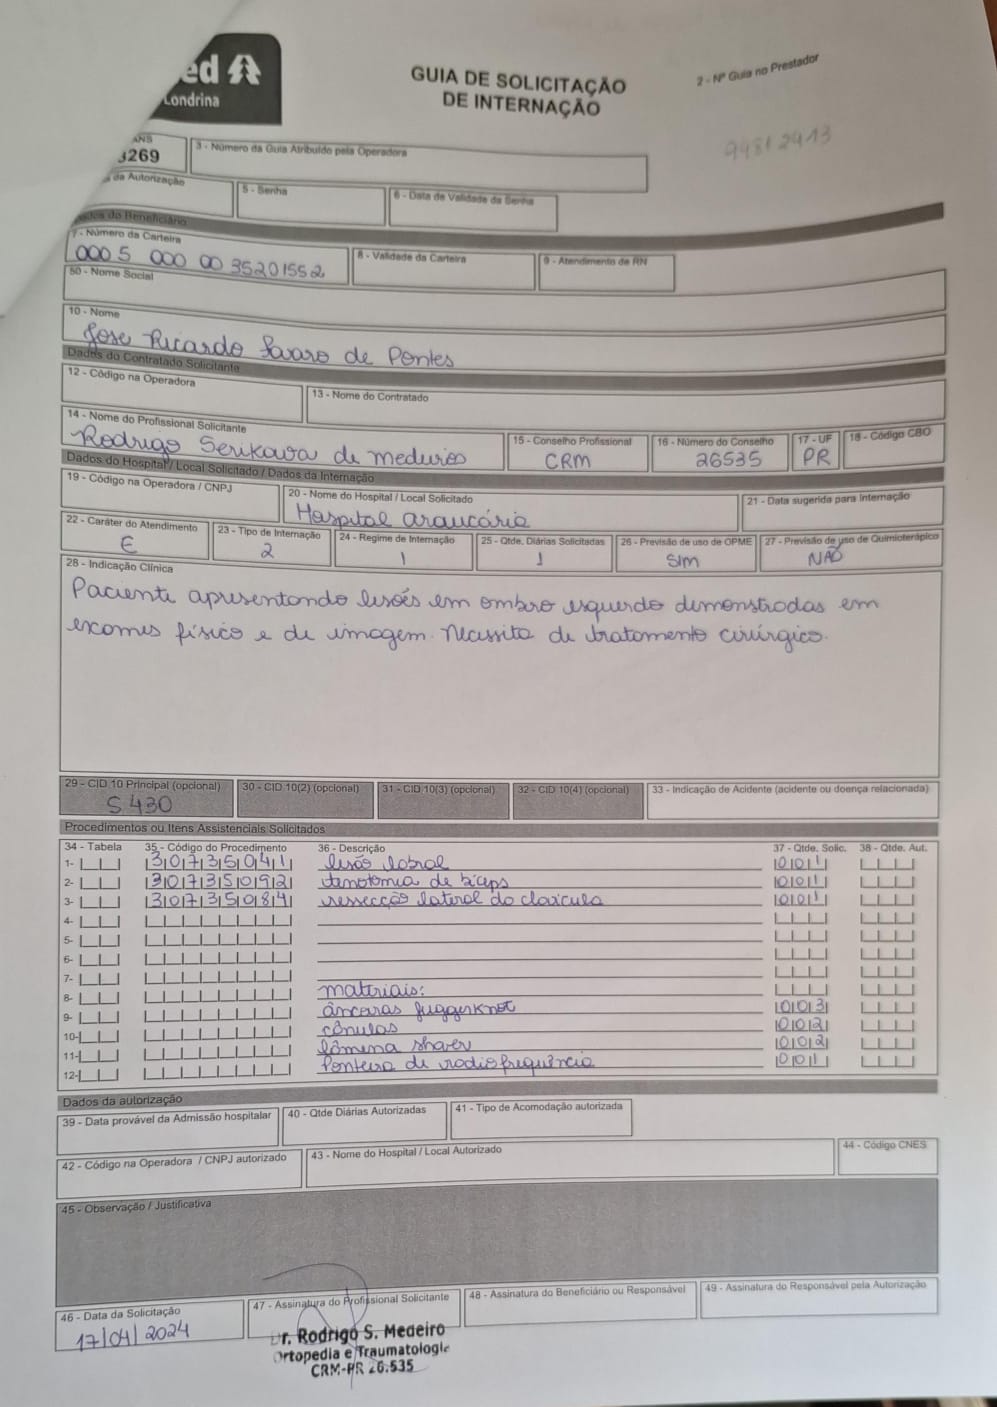 ed
Londrina
GUIA DE SOLICITAÇÃO
DE INTERNAÇÃO
2 - Nº Guia no Prestador
ANS
3269
3 - Número da Guia Atribuído pela Operadora
da Autorização
5 - Senha
6 - Data de Validade da Senha
Dados do Beneficiário
7 - Número da Carteira
0005 000 00 35201552
8 - Validade da Carteira
9 - Atendimento de RN
50 - Nome Social
10 - Nome
Jose Ricardo Savaro de Pontes
Dados do Contratado Solicitante
12 - Código na Operadora
13 - Nome do Contratado
14 - Nome do Profissional Solicitante
Rodrigo Serikawa de medeiros
15 - Conselho Profissional
CRM
16 - Número do Conselho
26535
17 - UF
PR
18 - Código CBO
Dados do Hospital / Local Solicitado / Dados da Internação
19 - Código na Operadora / CNPJ
20 - Nome do Hospital / Local Solicitado
Hospital araucária
21 - Data sugerida para Internação
22 - Caráter do Atendimento
E
23 - Tipo de Internação
2
24 - Regime de Internação
1
25 - Qtde. Diárias Solicitadas
1
26 - Previsão de uso de OPME
SIM
27 - Previsão de uso de Quimioterápico
NÃO
28 - Indicação Clínica
Paciente apresentando lesões em ombro esquerdo demonstradas em
exames físico e de imagem. Necessita de tratamento cirúrgico.
29 - CID 10 Principal (opcional)
S430
30 - CID 10(2) (opcional)
31 - CID 10(3) (opcional)
32 - CID 10(4) (opcional)
33 - Indicação de Acidente (acidente ou doença relacionada)
Procedimentos ou Itens Assistenciais Solicitados
34 - Tabela 35 - Código do Procedimento 36 - Descrição 37 - Qtde. Solic. 38 - Qtde. Aut.
1- 30735041 lesão labral 001
2- 30735092 tenotomia de biceps 001
3- 30735084 ressecção lateral da clavícula 001
4-
5-
6-
7-
8- materiais:
9- âncoras juggerknot 003
10- cânulas 002
11- lâmina shaver 002
12- Ponteira de radiofrequência 001
Dados da autorização
39 - Data provável da Admissão hospitalar
40 - Qtde Diárias Autorizadas
41 - Tipo de Acomodação autorizada
42 - Código na Operadora / CNPJ autorizado
43 - Nome do Hospital / Local Autorizado
44 - Código CNES
45 - Observação / Justificativa
46 - Data da Solicitação
17/04/2024
47 - Assinatura do Profissional Solicitante
48 - Assinatura do Beneficiário ou Responsável
49 - Assinatura do Responsável pela Autorização
Dr. Rodrigo S. Medeiro
Ortopedia e Traumatologia
CRM-PR 26.535